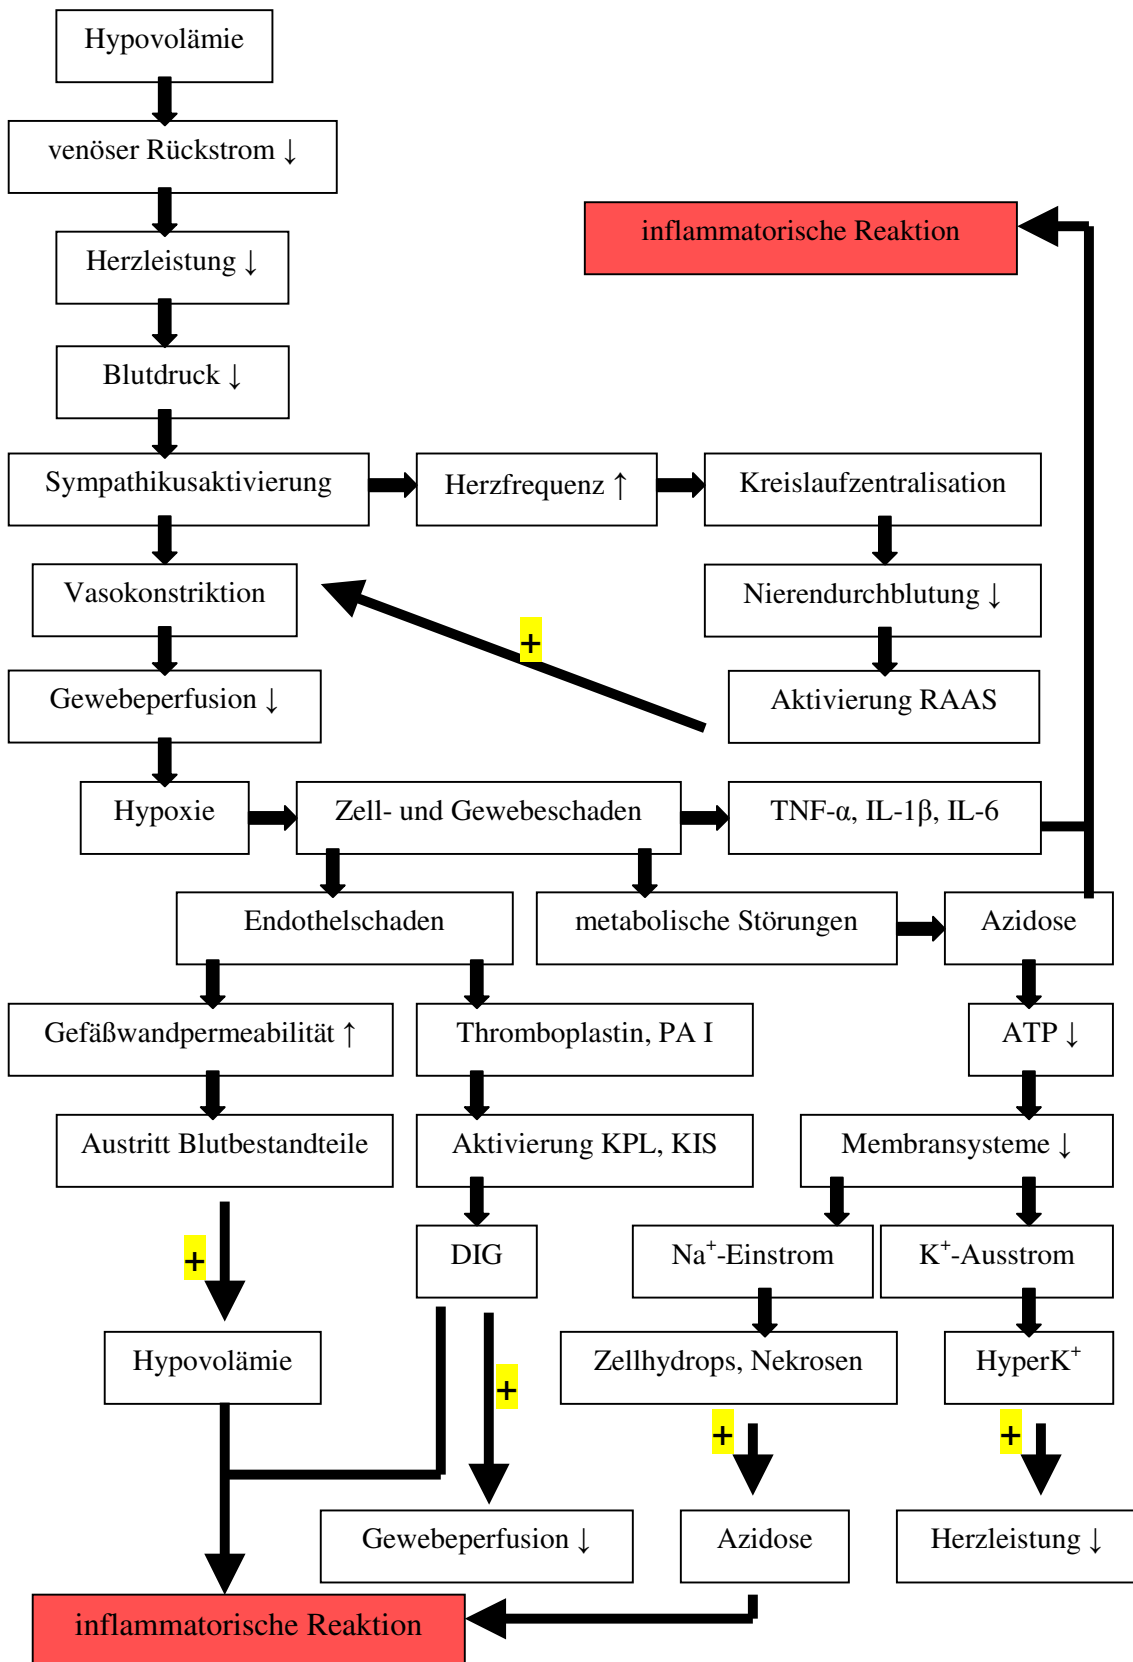 Hypovolämie
venöser Rückstrom ↓
inflammatorische Reaktion
Herzleistung ↓
Blutdruck ↓
Sympathikusaktivierung
Herzfrequenz ↑
Kreislaufzentralisation
Vasokonstriktion
Nierendurchblutung ↓
+
Gewebeperfusion ↓
Aktivierung RAAS
Hypoxie
Zell- und Gewebeschaden
TNF-α, IL-1β, IL-6
Endothelschaden
metabolische Störungen
Azidose
Gefäßwandpermeabilität ↑
Thromboplastin, PA I
ATP ↓
Austritt Blutbestandteile
Aktivierung KPL, KIS
Membransysteme ↓
+
DIG
Na⁺-Einstrom
K⁺-Ausstrom
Hypovolämie
+
Zellhydrops, Nekrosen
HyperK⁺
+
+
Gewebeperfusion ↓
Azidose
Herzleistung ↓
inflammatorische Reaktion